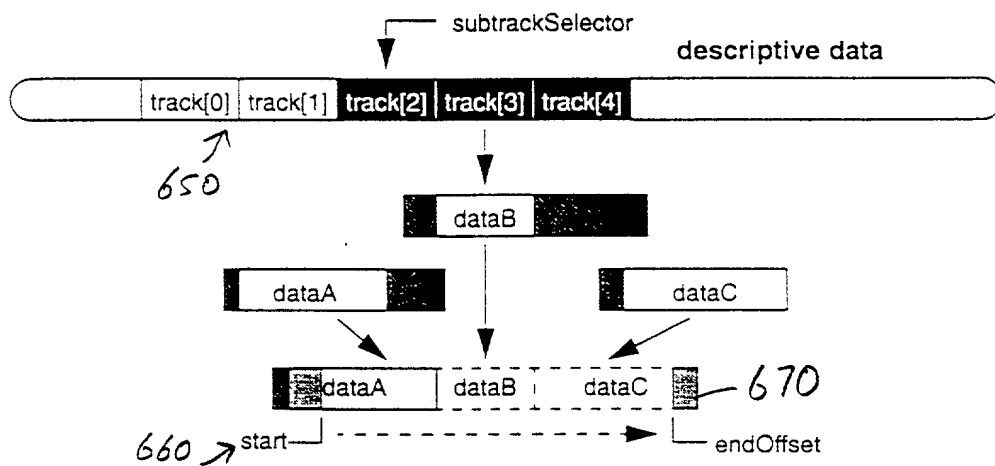 subtrackSelector
descriptive data
track[0] track[1] track[2] track[3] track[4]
650
dataB
dataA
dataC
dataA dataB dataC
670
660 start
endOffset